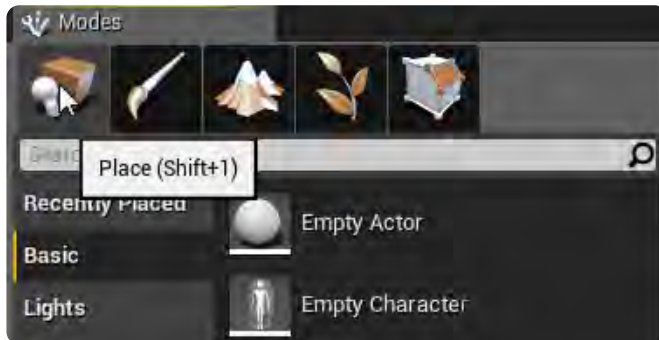 Modes
Place (Shift+1)
Recently Placed
Basic
Lights
Empty Actor
Empty Character